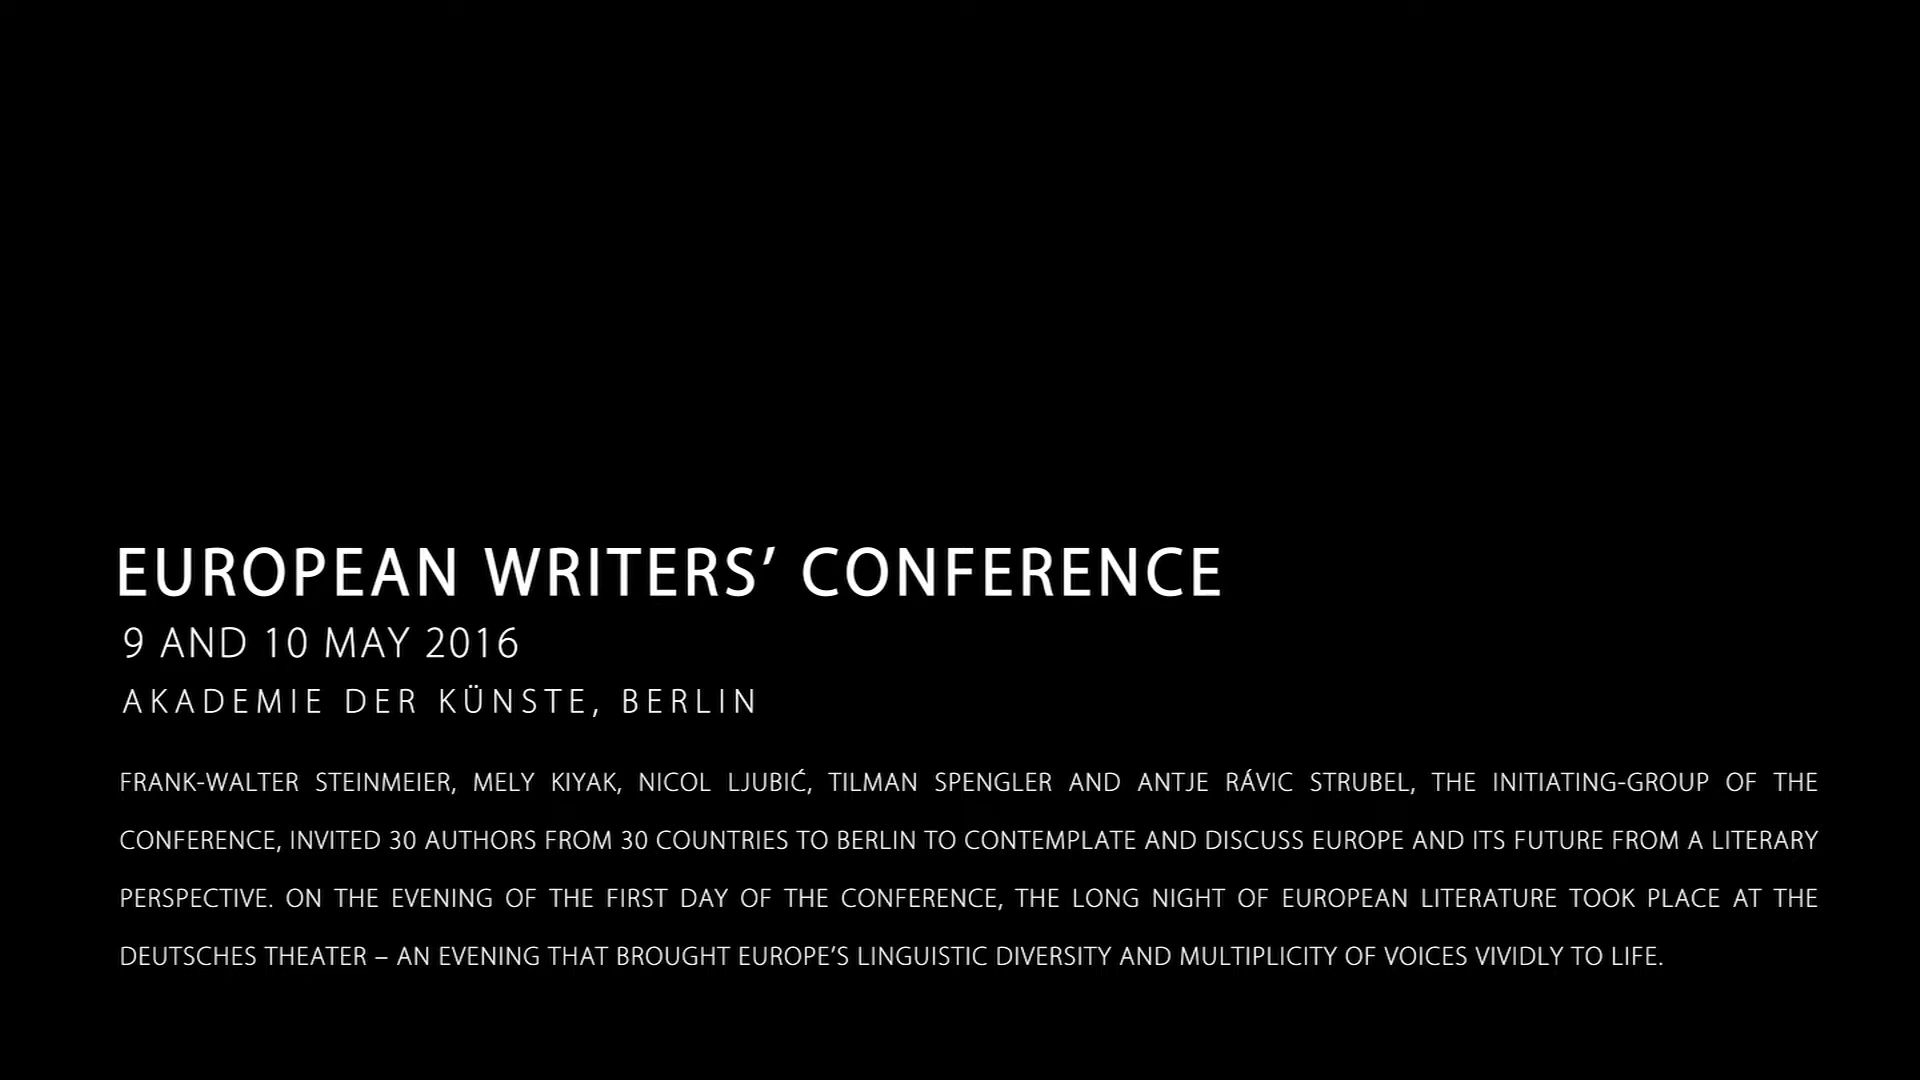 EUROPEAN WRITERS’ CONFERENCE
9 AND 10 MAY 2016
AKADEMIE DER KÜNSTE, BERLIN
FRANK-WALTER STEINMEIER, MELY KIYAK, NICOL LJUBIĆ, TILMAN SPENGLER AND ANTJE RÁVIC STRUBEL, THE INITIATING-GROUP OF THE
CONFERENCE, INVITED 30 AUTHORS FROM 30 COUNTRIES TO BERLIN TO CONTEMPLATE AND DISCUSS EUROPE AND ITS FUTURE FROM A LITERARY
PERSPECTIVE. ON THE EVENING OF THE FIRST DAY OF THE CONFERENCE, THE LONG NIGHT OF EUROPEAN LITERATURE TOOK PLACE AT THE
DEUTSCHES THEATER – AN EVENING THAT BROUGHT EUROPE’S LINGUISTIC DIVERSITY AND MULTIPLICITY OF VOICES VIVIDLY TO LIFE.